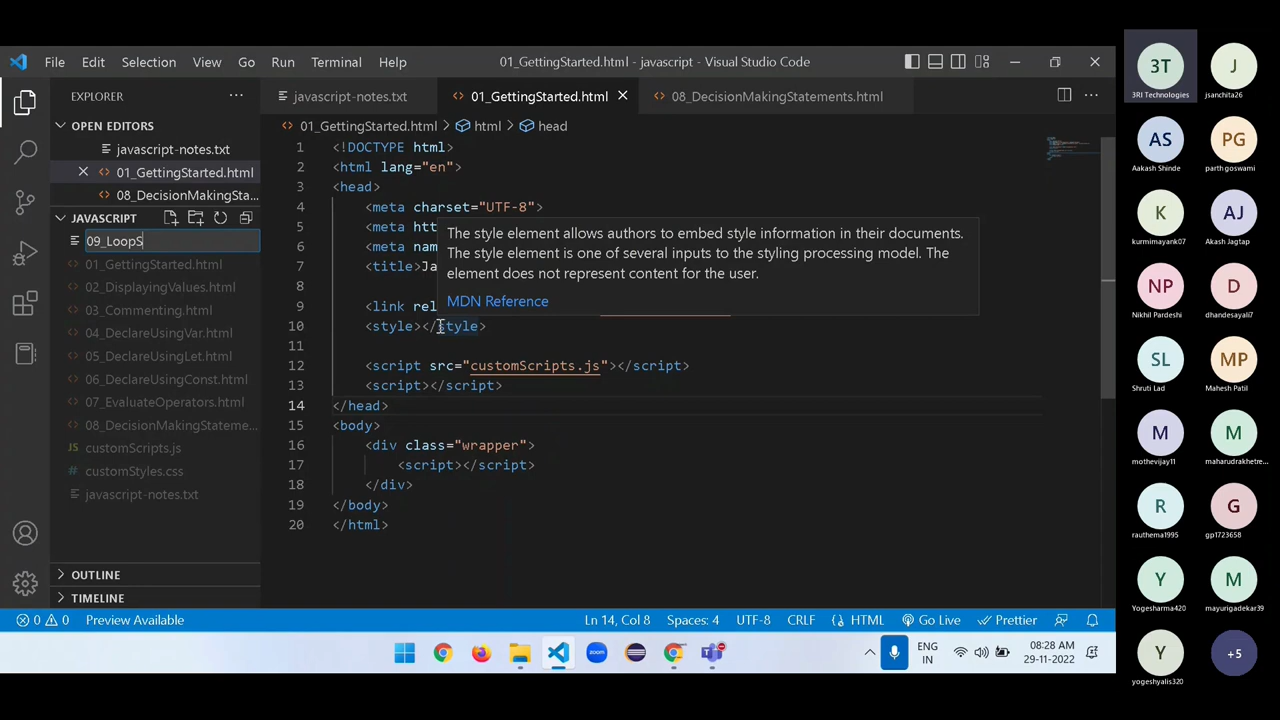 File Edit Selection View Go Run Terminal Help
01_GettingStarted.html - javascript - Visual Studio Code
EXPLORER
OPEN EDITORS
javascript-notes.txt
01_GettingStarted.html
08_DecisionMakingSta...
JAVASCRIPT
09_LoopS
01_GettingStarted.html
02_DisplayingValues.html
03_Commenting.html
04_DeclareUsingVar.html
05_DeclareUsingLet.html
06_DeclareUsingConst.html
07_EvaluateOperators.html
08_DecisionMakingStateme...
JS customScripts.js
# customStyles.css
javascript-notes.txt
OUTLINE
TIMELINE
javascript-notes.txt
01_GettingStarted.html
08_DecisionMakingStatements.html
01_GettingStarted.html > html > head
1 <!DOCTYPE html>
2 <html lang="en">
3 <head>
4 <meta charset="UTF-8">
5 <meta htt
6 <meta nam
7 <title>Ja
8
9 <link rel
10 <style></style>
11
12 <script src="customScripts.js"></script>
13 <script></script>
14 </head>
15 <body>
16 <div class="wrapper">
17 <script></script>
18 </div>
19 </body>
20 </html>
The style element allows authors to embed style information in their documents.
The style element is one of several inputs to the styling processing model. The
element does not represent content for the user.
MDN Reference
0 0 Preview Available
Ln 14, Col 8 Spaces: 4 UTF-8 CRLF HTML Go Live Prettier
zoom
ENG
IN
08:28 AM
29-11-2022
3T
3RI Technologies
J
jsanchita26
AS
Aakash Shinde
PG
parth goswami
K
kurmimayank07
AJ
Akash Jagtap
NP
Nikhil Pardeshi
D
dhandesayali7
SL
Shruti Lad
MP
Mahesh Patil
M
mothevijay11
M
maharudrakhetre...
R
rauthema1995
G
gp1723658
Y
Yogesharma420
M
mayurigadekar39
Y
yogeshyalis320
+5